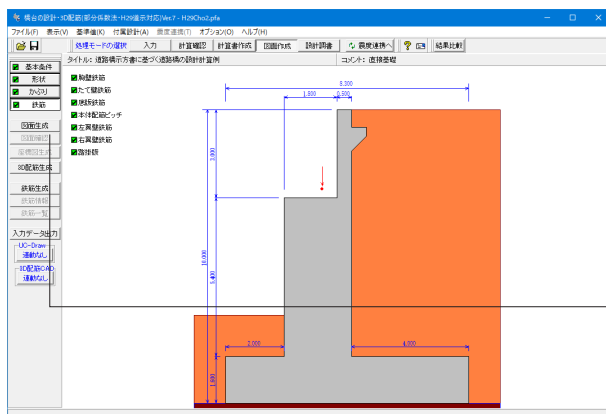 橋台の設計・3D配筋(部分係数法・H29道示対応)Ver.7 - H29Cho2.pfa
ファイル(F) 表示(V) 基準値(K) 付属設計(A) 震度連携(T) オプション(O) ヘルプ(H)
処理モードの選択 入力 計算確認 計算書作成 図面作成 設計調書 震度連携へ 結果比較
タイトル: 道路橋示方書に基づく道路橋の設計計算例 コメント: 直接基礎
基本条件
形状
かぶり
鉄筋
図面生成
図面確認
座標図生成
3D配筋生成
鉄筋生成
鉄筋情報
鉄筋一覧
入力データ出力
UC-Draw
連動なし
3D配筋CAD
連動なし
胸壁鉄筋
たて壁鉄筋
底版鉄筋
本体配筋ピッチ
左翼壁鉄筋
右翼壁鉄筋
踏掛版
8.300
1.800 0.500
3.000
10.000
5.400
2.000
4.000
1.600